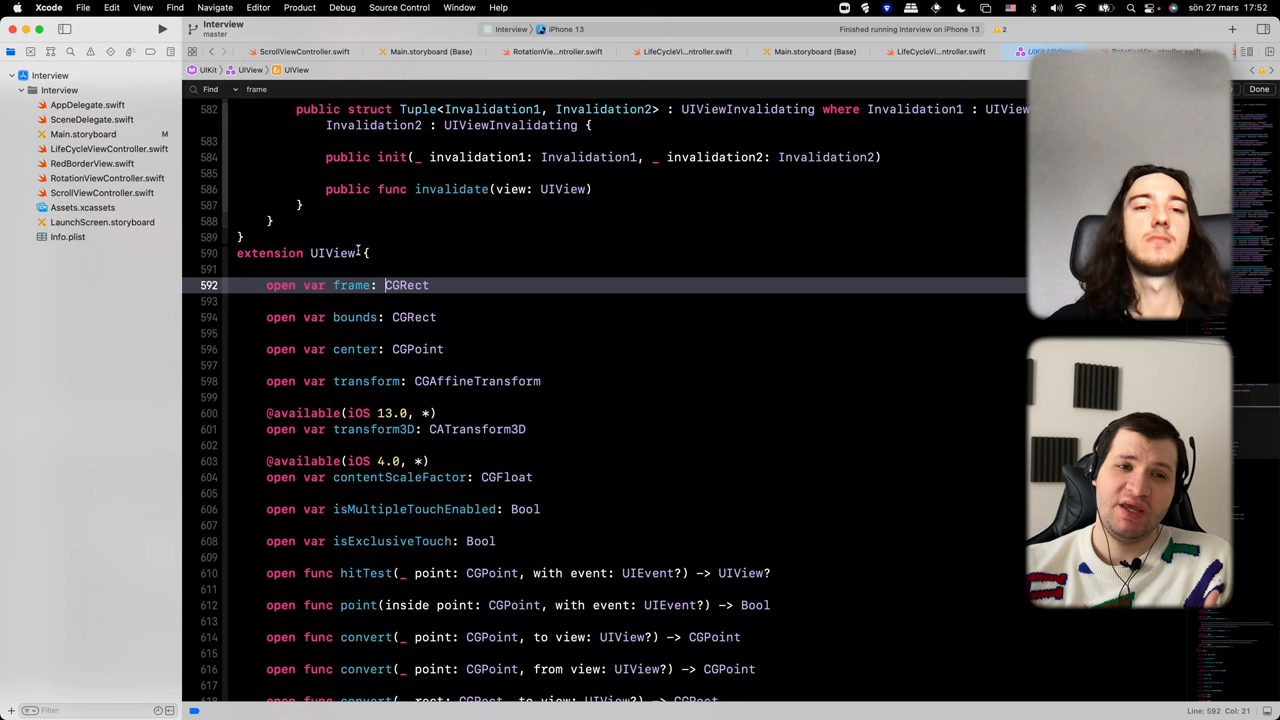 Xcode File Edit View Find Navigate Editor Product Debug Source Control Window Help
sön 27 mars 17:52
Interview
master
Interview 〉 iPhone 13
Finished running Interview on iPhone 13
2
ScrollViewController.swift
Main.storyboard (Base)
RotationVie...ntroller.swift
LifeCycleVi...ntroller.swift
Main.storyboard (Base)
LifeCycleVi...ntroller.swift
UIKit 〉 UIView 〉 UIView
Find frame Done
Interview
Interview
AppDelegate.swift
SceneDelegate.swift
Main.storyboard M
LifeCycleViewController.swift
RedBorderView.swift
RotationViewController.swift
ScrollViewController.swift
Assets.xcassets
LaunchScreen.storyboard
Info.plist
582 public struct Tuple<Invalidation1, Invalidation2> : UIViewInvalidating where Invalidation1 : UIView
Invalidation2 : UIViewInvalidating {
583
584 public init(_ invalidation1: Invalidation1, _ invalidation2: Invalidation2)
585
586 public func invalidate(view: UIView)
587 }
588 }
589 }
590 extension UIView {
591
592 open var frame: CGRect
593
594 open var bounds: CGRect
595
596 open var center: CGPoint
597
598 open var transform: CGAffineTransform
599
600 @available(iOS 13.0, *)
601 open var transform3D: CATransform3D
602
603 @available(iOS 4.0, *)
604 open var contentScaleFactor: CGFloat
605
606 open var isMultipleTouchEnabled: Bool
607
608 open var isExclusiveTouch: Bool
609
610 open func hitTest(_ point: CGPoint, with event: UIEvent?) -> UIView?
611
612 open func point(inside point: CGPoint, with event: UIEvent?) -> Bool
613
614 open func convert(_ point: CGPoint, to view: UIView?) -> CGPoint
615
616 open func convert(_ point: CGPoint, from view: UIView?) -> CGPoint
617
Filter
Line: 592 Col: 21